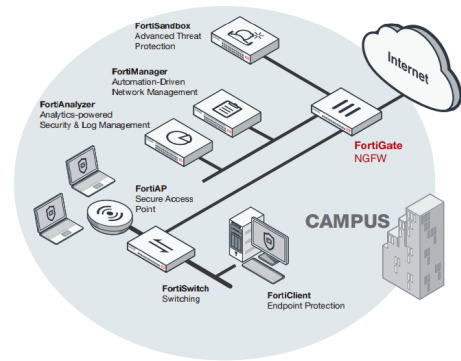 FortiSandbox
Advanced Threat
Protection
Internet
FortiManager
Automation-Driven
Network Management
FortiAnalyzer
Analytics-powered
Security & Log Management
FortiGate
NGFW
FortiAP
Secure Access
Point
CAMPUS
FortiSwitch
Switching
FortiClient
Endpoint Protection